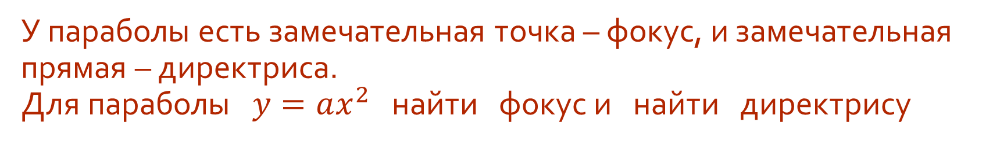 У параболы есть замечательная точка – фокус, и замечательная
прямая – директриса.
Для параболы y = ax² найти фокус и найти директрису